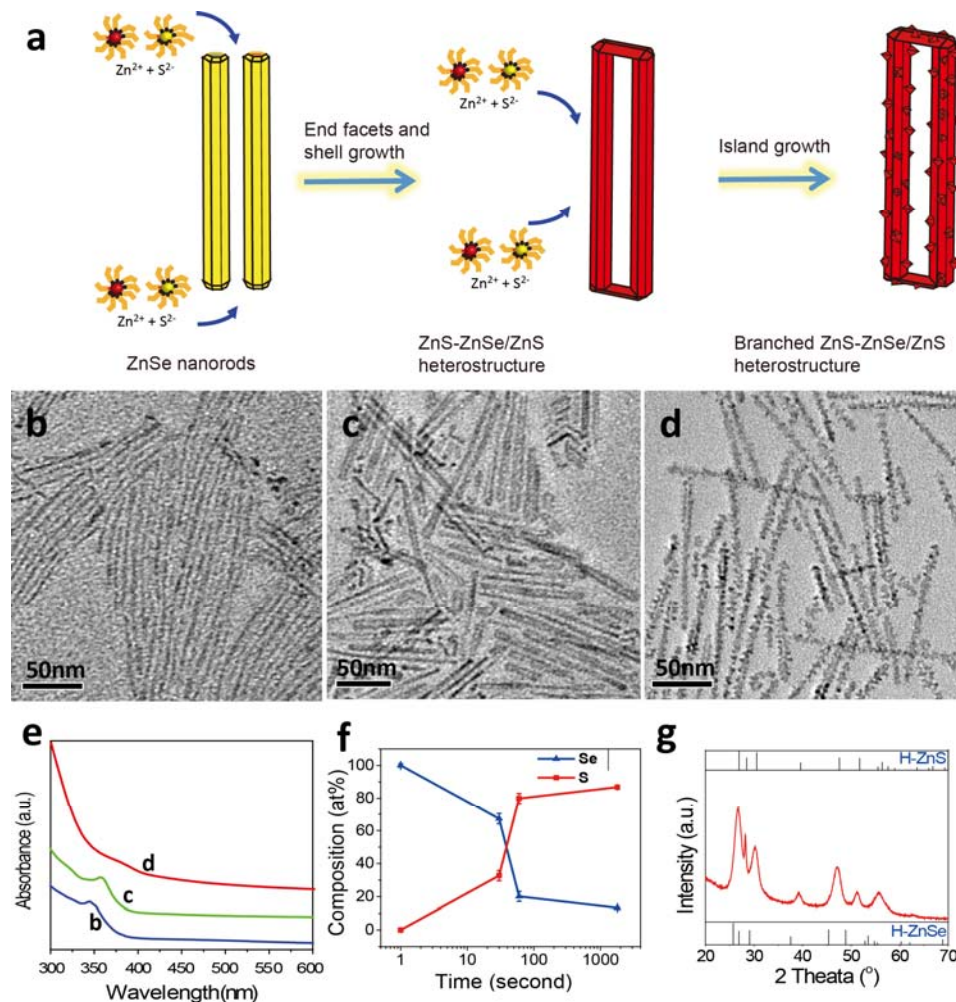 a
Zn²⁺ + S²⁻
Zn²⁺ + S²⁻
End facets and
shell growth
Island growth
Zn²⁺ + S²⁻
Zn²⁺ + S²⁻
ZnSe nanorods
ZnS-ZnSe/ZnS
heterostructure
Branched ZnS-ZnSe/ZnS
heterostructure
b
50nm
c
50nm
d
50nm
e
Absorbance (a.u.)
d
c
b
300 350 400 450 500 550 600
Wavelength(nm)
f
Se
S
Composition (at%)
100
80
60
40
20
0
1 10 100 1000
Time (second)
g
H-ZnS
Intensity (a.u.)
H-ZnSe
20 30 40 50 60 70
2 Theata (°)